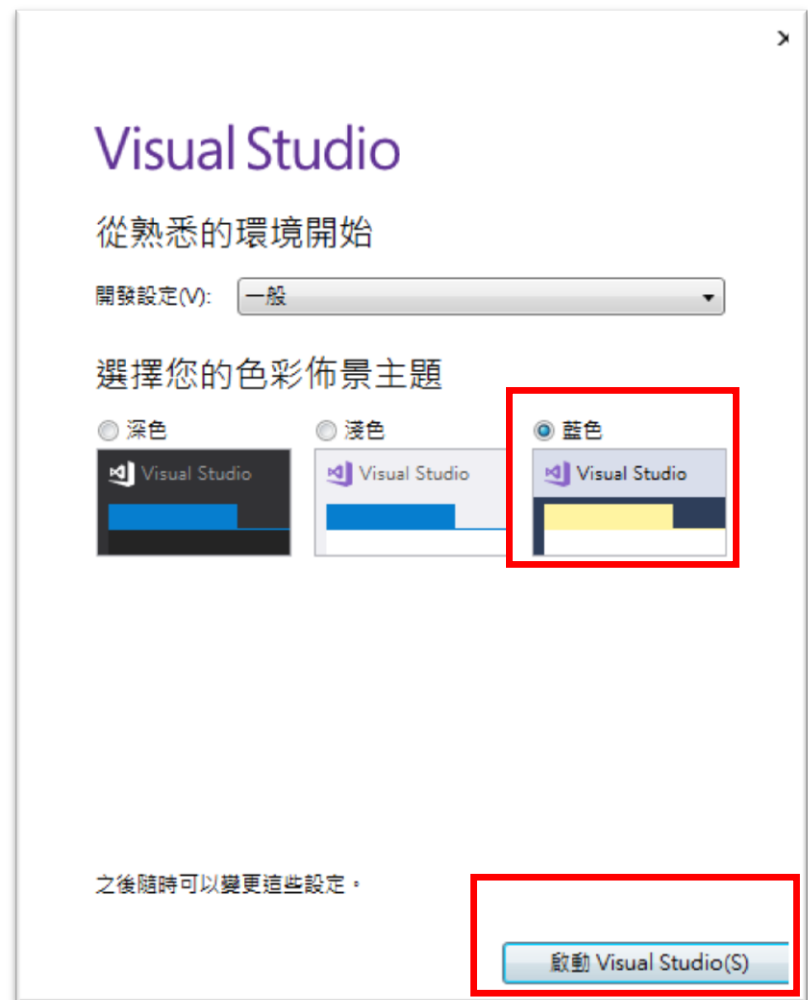 Visual Studio
從熟悉的環境開始
開發設定(V): 一般
選擇您的色彩佈景主題
深色 淺色 藍色
Visual Studio Visual Studio Visual Studio
之後隨時可以變更這些設定。
啟動 Visual Studio(S)